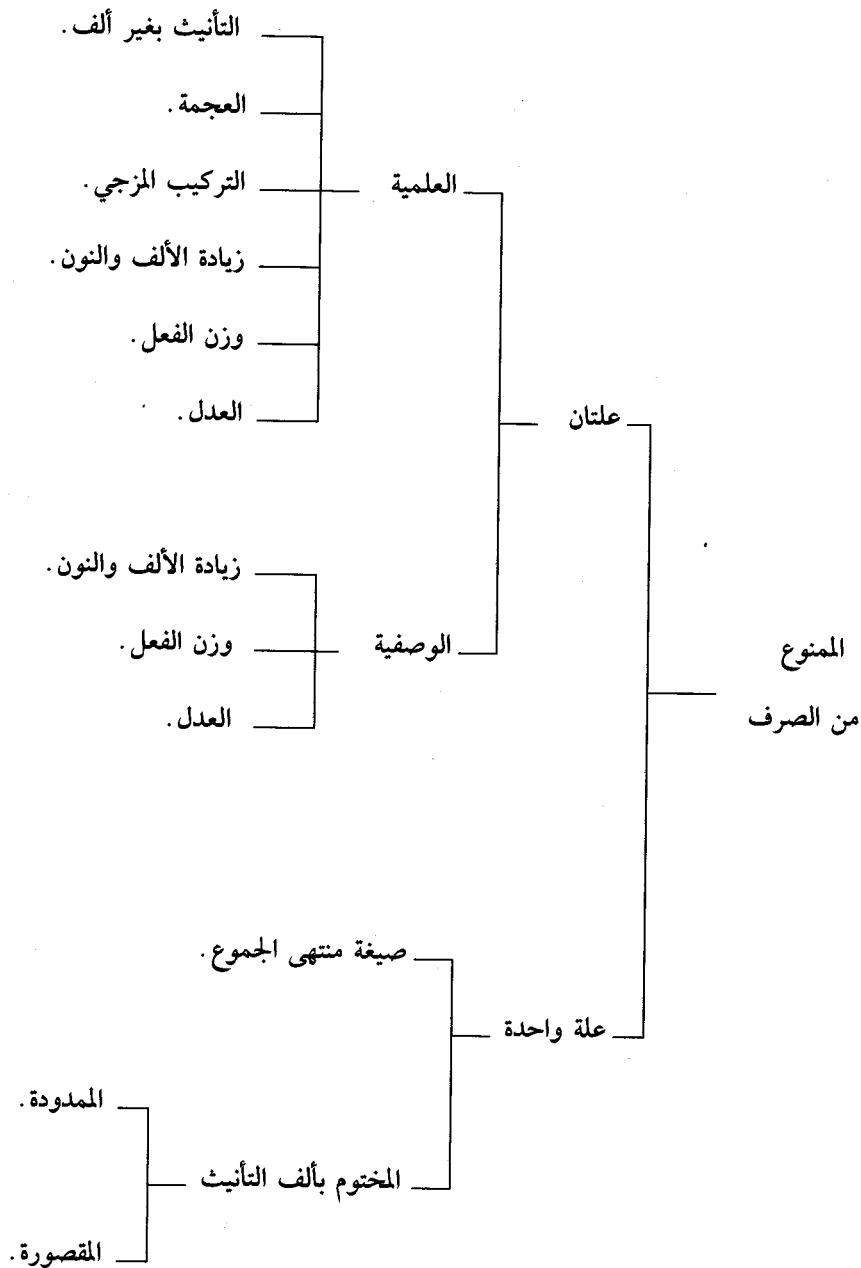 الممنوع
من الصرف
علتان
العلمية
التأنيث بغير ألف.
العجمة.
التركيب المزجي.
زيادة الألف والنون.
وزن الفعل.
العدل.
الوصفية
زيادة الألف والنون.
وزن الفعل.
العدل.
علة واحدة
صيغة منتهى الجموع.
المختوم بألف التأنيث
الممدودة.
المقصورة.